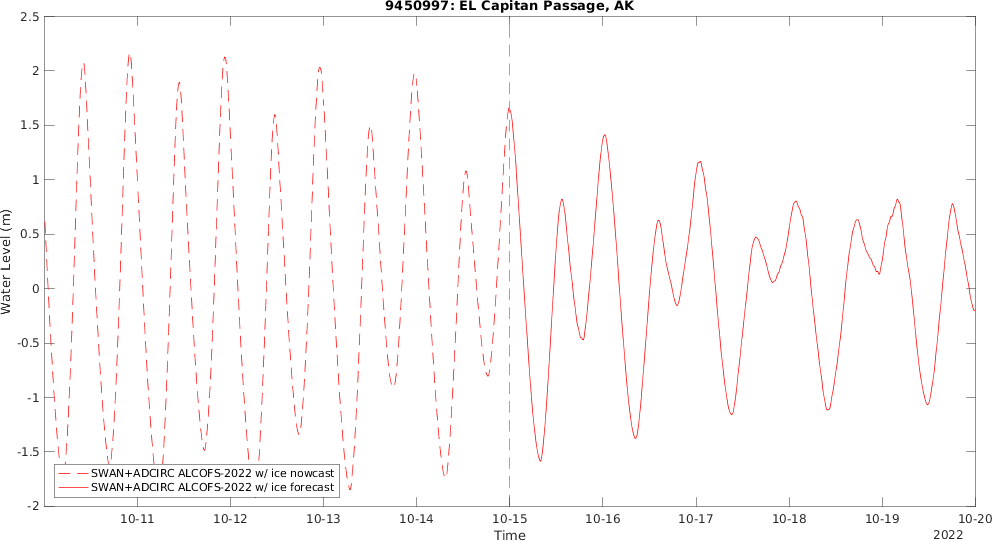 9450997: EL Capitan Passage, AK
2.5
2
1.5
1
0.5
0
-0.5
-1
-1.5
-2
Water Level (m)
SWAN+ADCIRC ALCOFS-2022 w/ ice nowcast
SWAN+ADCIRC ALCOFS-2022 w/ ice forecast
10-11 10-12 10-13 10-14 10-15 10-16 10-17 10-18 10-19 10-20
Time
2022